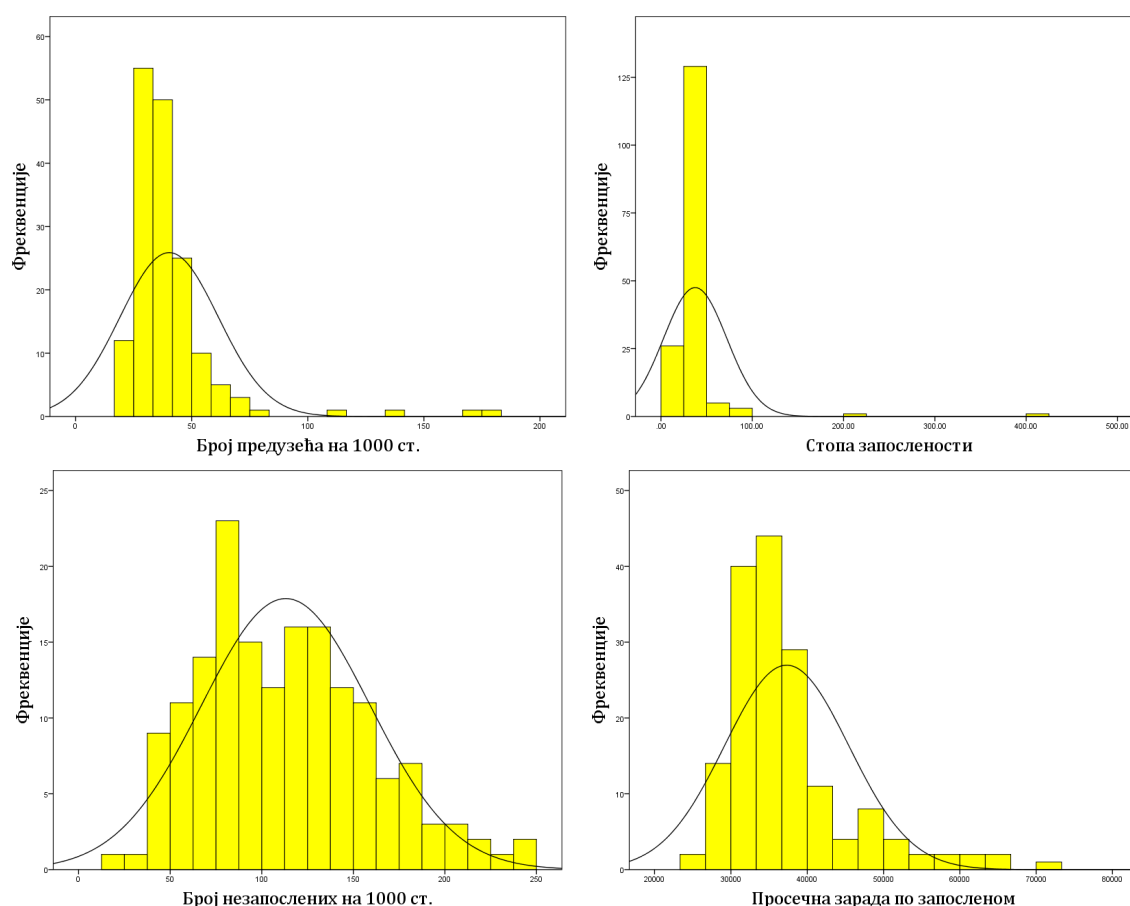 60
50
40
30
20
10
0
Фреквенције
0 50 100 150 200
Број предузећа на 1000 ст.
125
100
75
50
25
0
Фреквенције
.00 100.00 200.00 300.00 400.00 500.0
Стопа запослености
25
20
15
10
5
0
Фреквенције
0 50 100 150 200 250
Број незапослених на 1000 ст.
50
40
30
20
10
0
Фреквенције
20000 30000 40000 50000 60000 70000 80000
Просечна зарада по запосленом